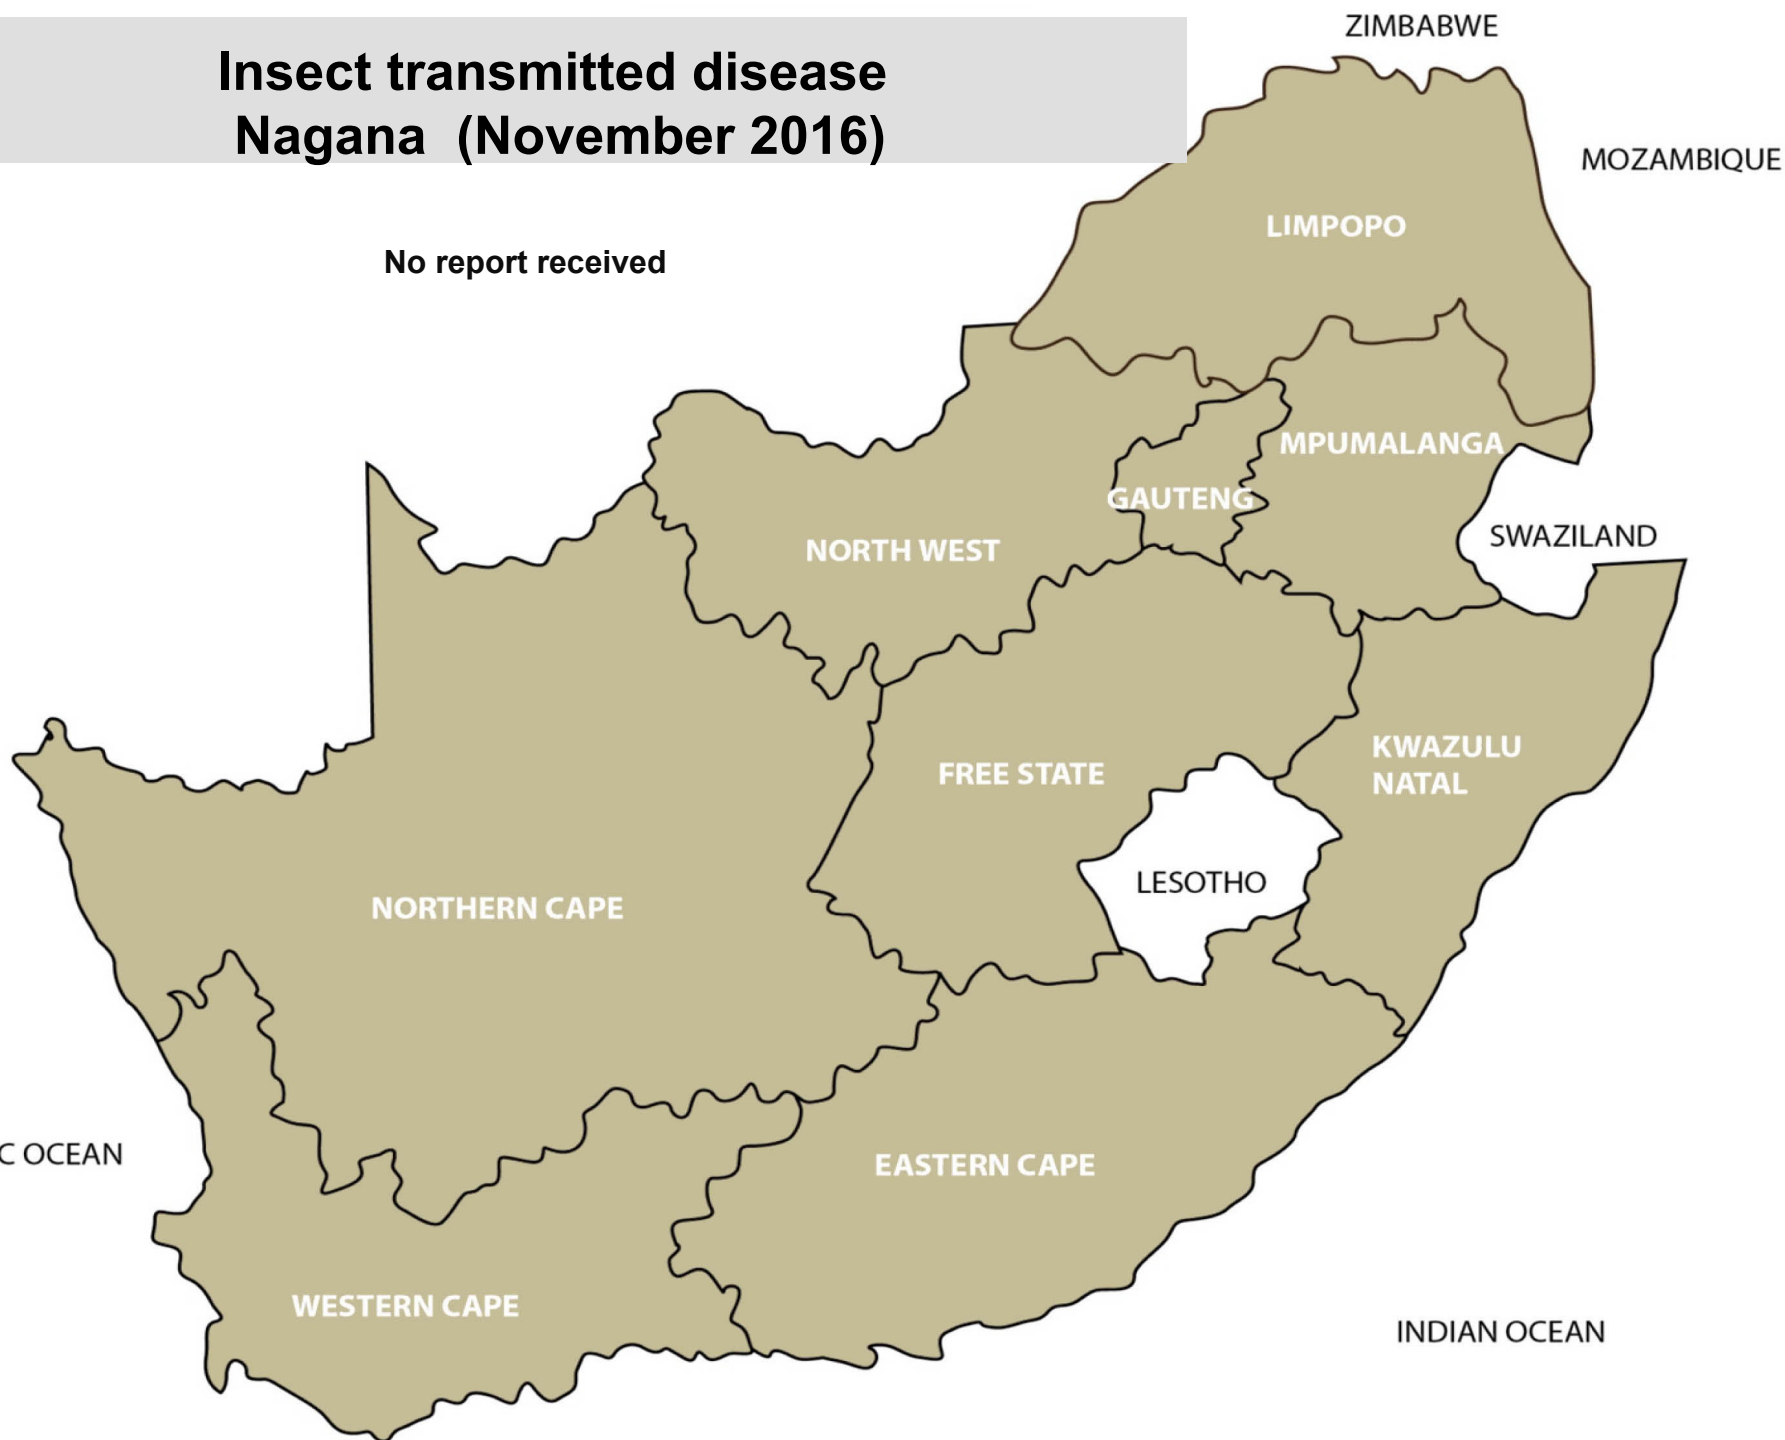 ZIMBABWE
Insect transmitted disease
Nagana (November 2016)
MOZAMBIQUE
LIMPOPO
No report received
MPUMALANGA
GAUTENG
SWAZILAND
NORTH WEST
KWAZULU
NATAL
FREE STATE
LESOTHO
NORTHERN CAPE
C OCEAN
EASTERN CAPE
WESTERN CAPE
INDIAN OCEAN